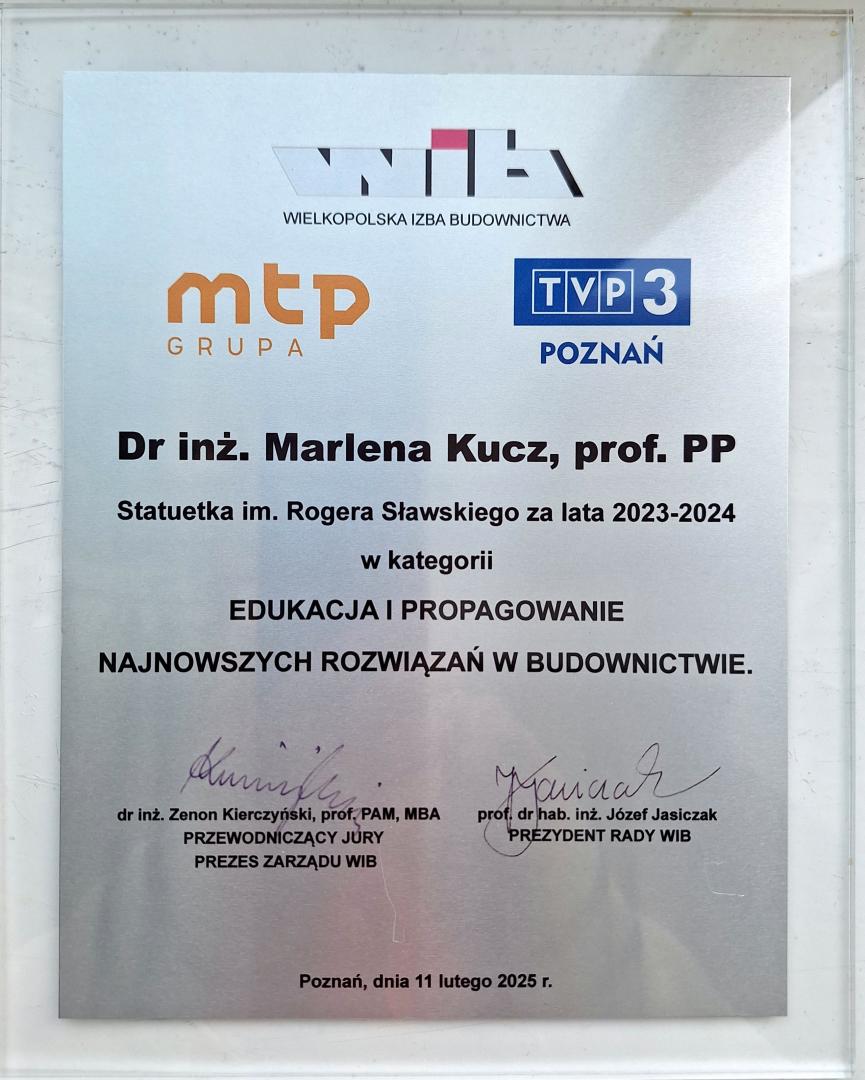 wib
WIELKOPOLSKA IZBA BUDOWNICTWA
mtp
GRUPA
TVP3
POZNAŃ
Dr inż. Marlena Kucz, prof. PP
Statuetka im. Rogera Sławskiego za lata 2023-2024
w kategorii
EDUKACJA I PROPAGOWANIE
NAJNOWSZYCH ROZWIĄZAŃ W BUDOWNICTWIE.
dr inż. Zenon Kierczyński, prof. PAM, MBA
PRZEWODNICZĄCY JURY
PREZES ZARZĄDU WIB
prof. dr hab. inż. Józef Jasiczak
PREZYDENT RADY WIB
Poznań, dnia 11 lutego 2025 r.